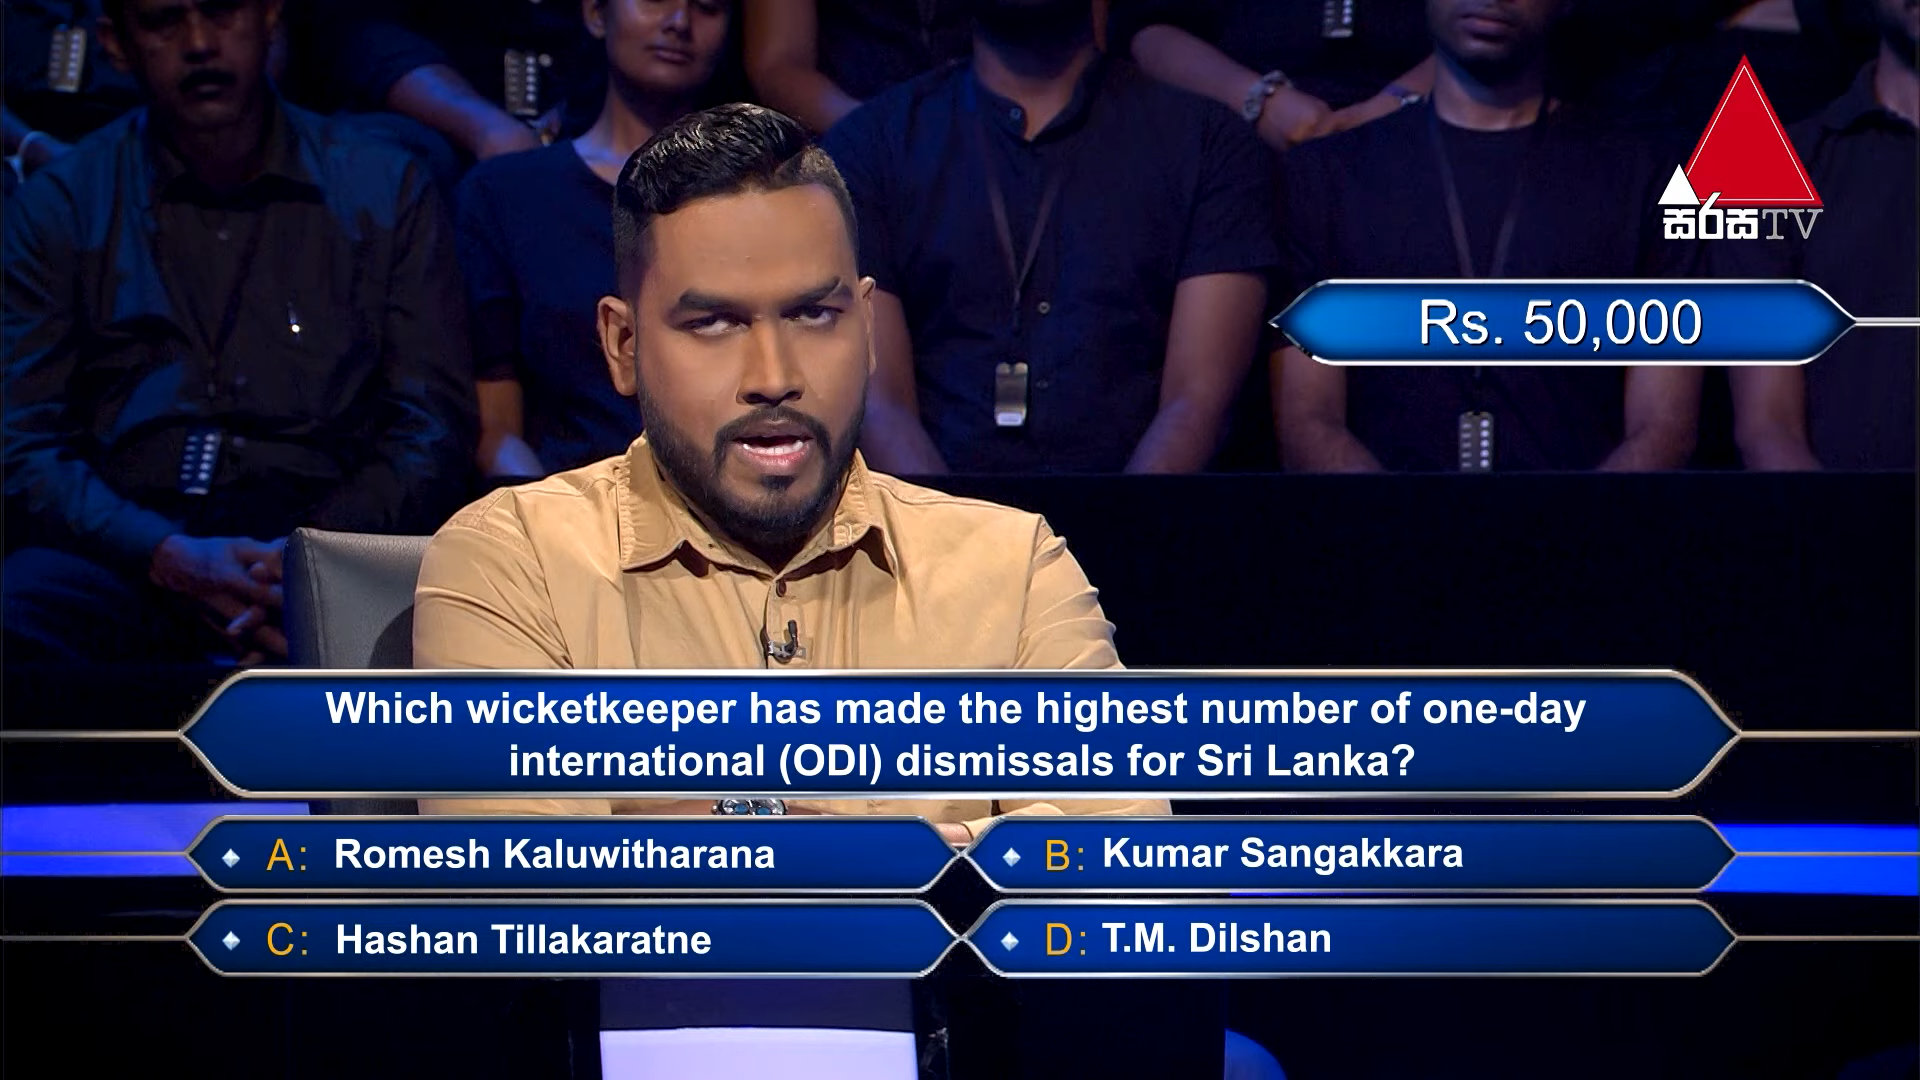 සිරස TV
Rs. 50,000
Which wicketkeeper has made the highest number of one-day
international (ODI) dismissals for Sri Lanka?
A: Romesh Kaluwitharana
B: Kumar Sangakkara
C: Hashan Tillakaratne
D: T.M. Dilshan